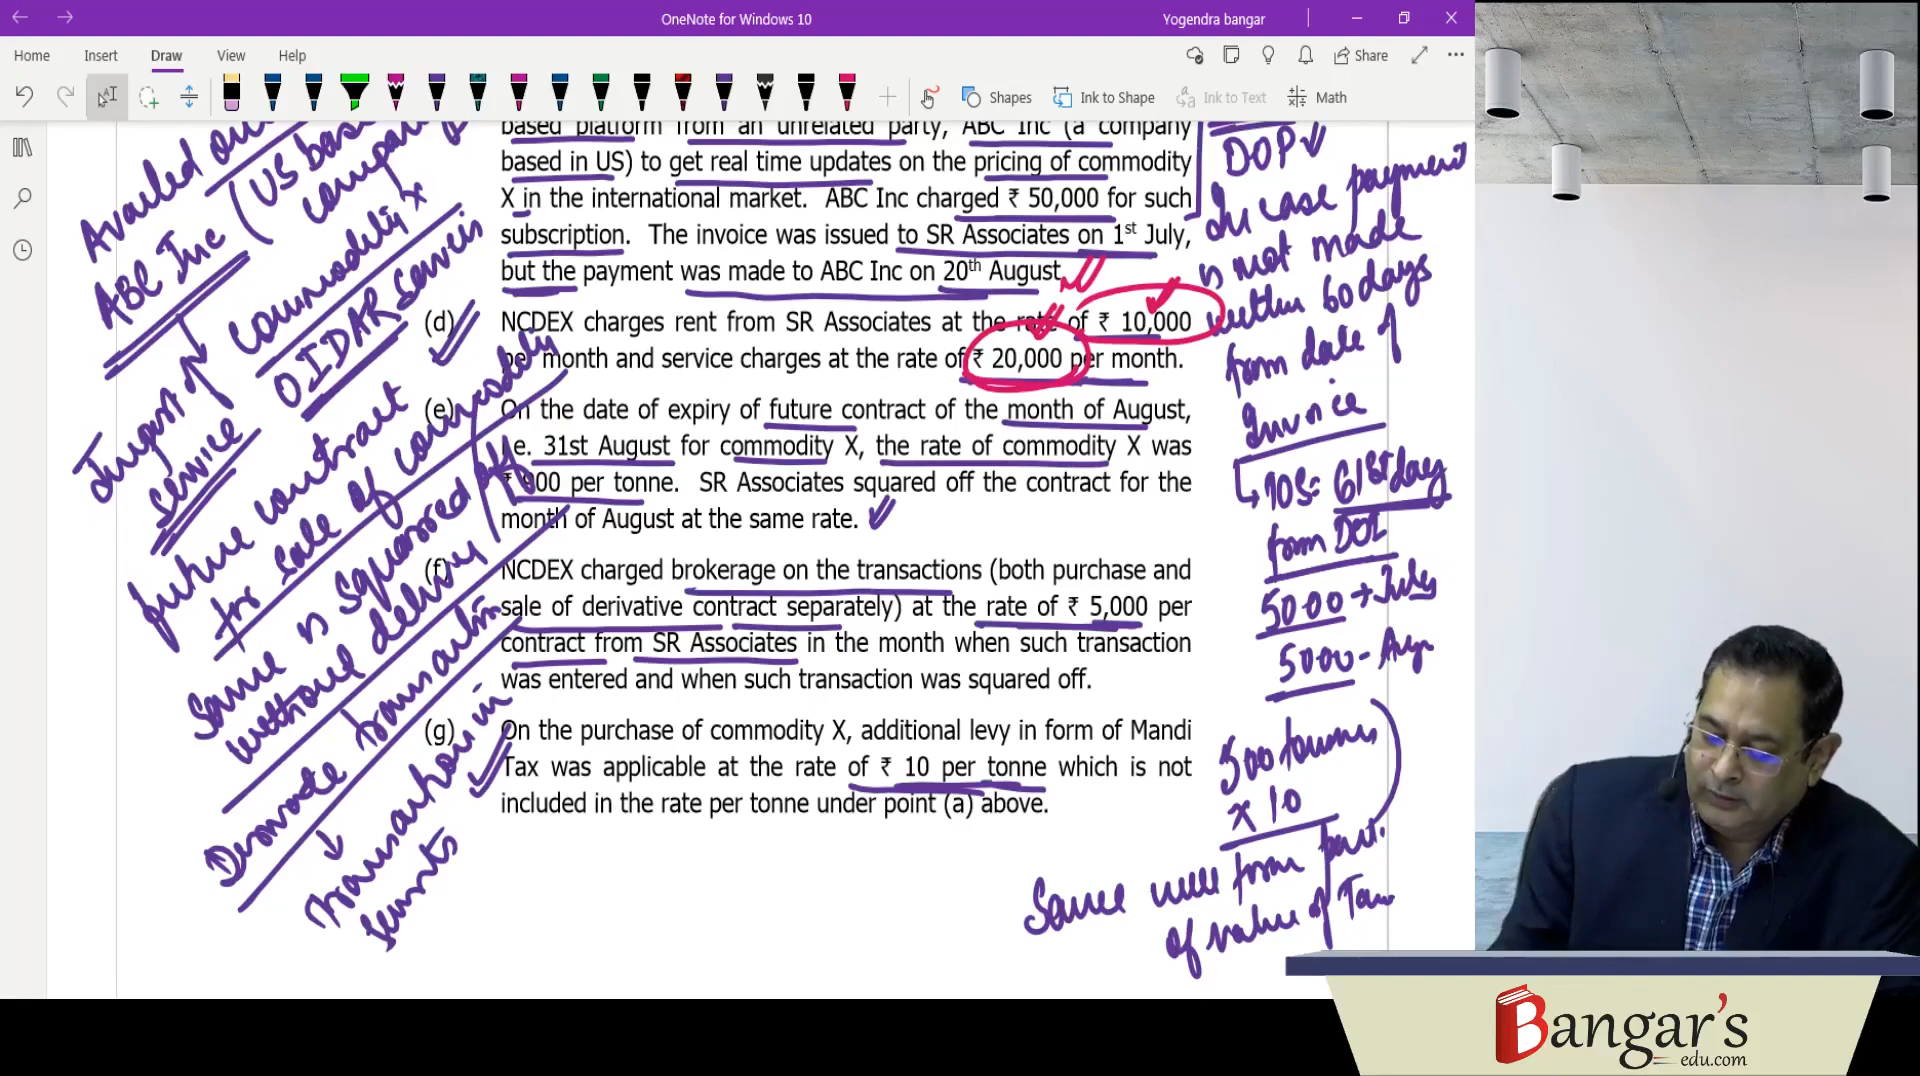 OneNote for Windows 10
Yogendra bangar
Home Insert Draw View Help
Share
Shapes
Ink to Shape
Ink to Text
Math
based platform from an unrelated party, ABC Inc (a company
based in US) to get real time updates on the pricing of commodity
X in the international market. ABC Inc charged ₹ 50,000 for such
subscription. The invoice was issued to SR Associates on 1st July,
but the payment was made to ABC Inc on 20th August.
(d) NCDEX charges rent from SR Associates at the rate of ₹ 10,000
per month and service charges at the rate of ₹ 20,000 per month.
(e) On the date of expiry of future contract of the month of August,
i.e. 31st August for commodity X, the rate of commodity X was
₹ 900 per tonne. SR Associates squared off the contract for the
month of August at the same rate.
(f) NCDEX charged brokerage on the transactions (both purchase and
sale of derivative contract separately) at the rate of ₹ 5,000 per
contract from SR Associates in the month when such transaction
was entered and when such transaction was squared off.
(g) On the purchase of commodity X, additional levy in form of Mandi
Tax was applicable at the rate of ₹ 10 per tonne which is not
included in the rate per tonne under point (a) above.
Availed
(US base
ABC Inc
company
Import of
service
commodity X
OIDAR Servies
future contract
for sale of commodity
Same is squared off
without delivery
transaction
transaction in
DOP
In case payment
is not made
within 60 days
from date of
Invoice
TOS = 61st day
from DOI
5000 → July
5000 - Aug
500 tonnes
x 10
Same will form part
of value of Tax
Bangar's
edu.com